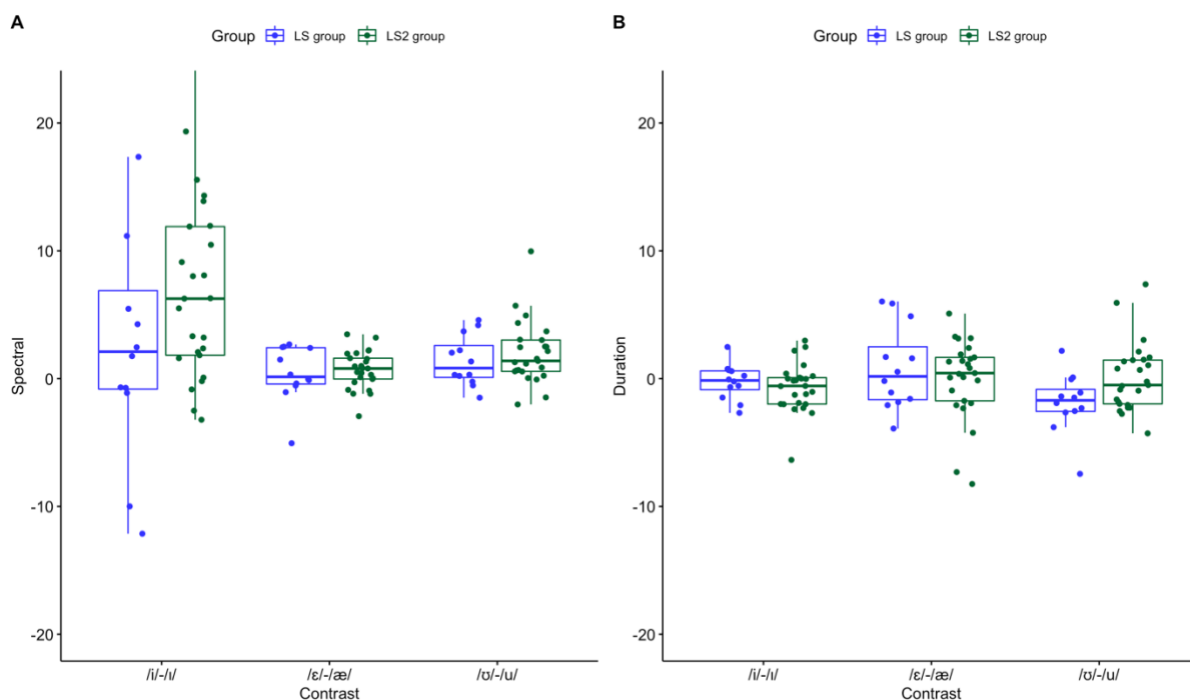 A
Group LS group LS2 group
Spectral
20
10
0
-10
-20
/i/-/ɪ/ /ɛ/-/æ/ /ʊ/-/u/
Contrast
B
Group LS group LS2 group
Duration
20
10
0
-10
-20
/i/-/ɪ/ /ɛ/-/æ/ /ʊ/-/u/
Contrast